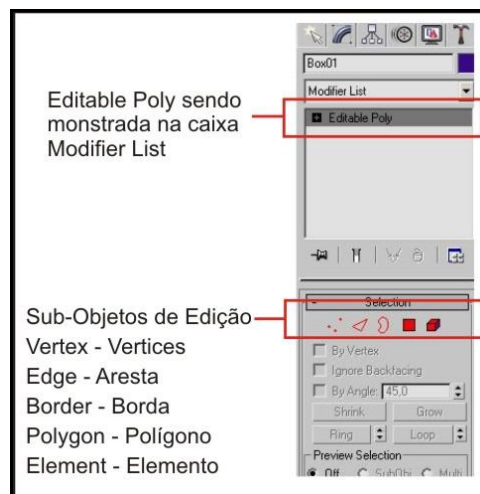 Box01
Modifier List
Editable Poly sendo
monstrada na caixa
Modifier List
Editable Poly
Selection
Sub-Objetos de Edição
Vertex - Vertices
Edge - Aresta
Border - Borda
Polygon - Polígono
Element - Elemento
By Vertex
Ignore Backfacing
By Angle: 45,0
Shrink Grow
Ring Loop
Preview Selection
Off SubObj Multi